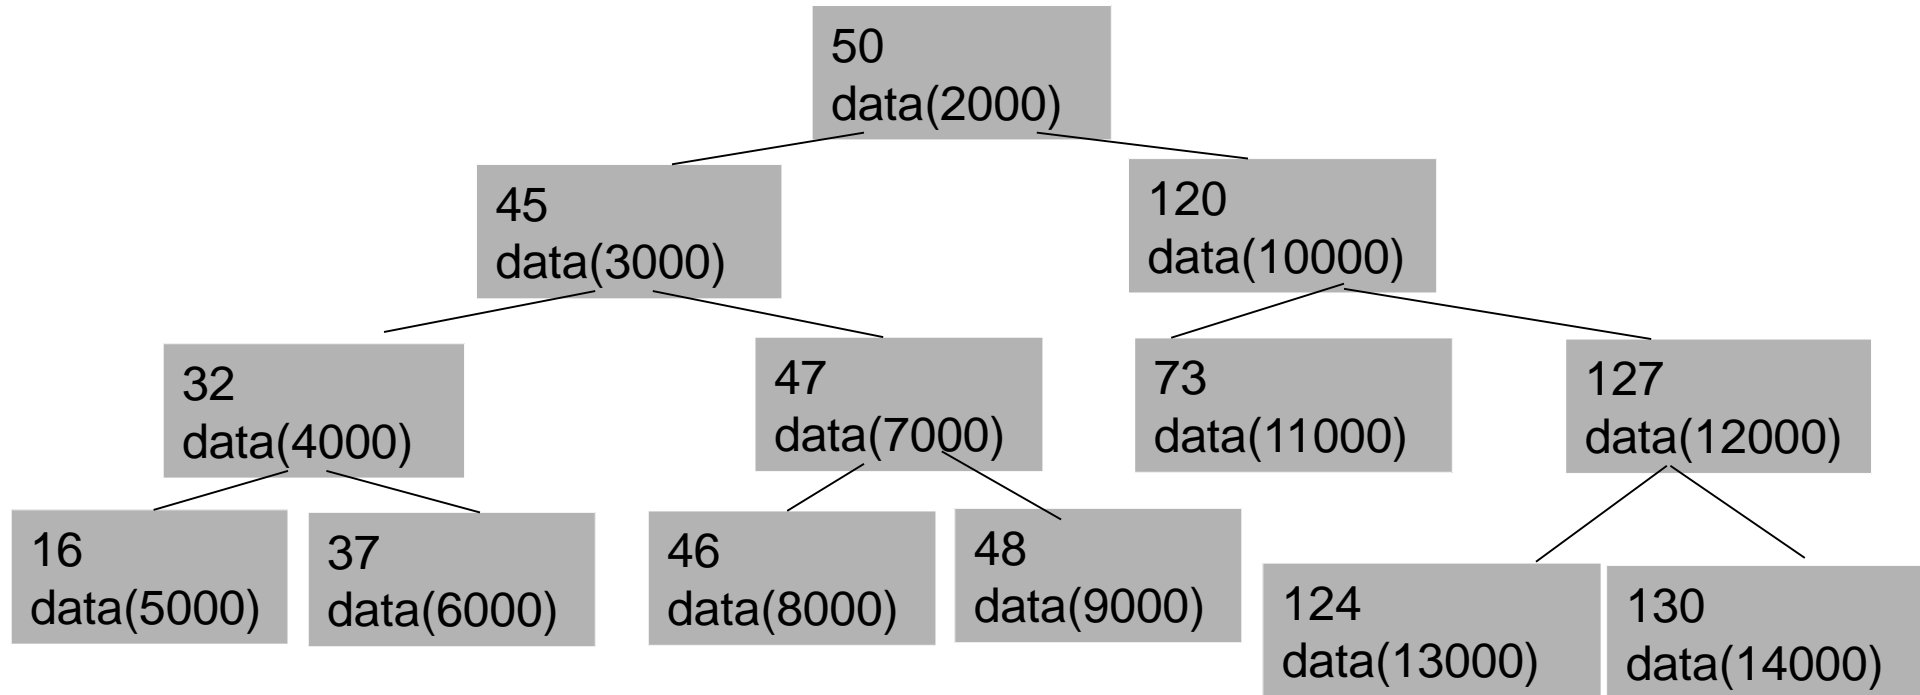 50
data(2000)
45
data(3000)
120
data(10000)
32
data(4000)
47
data(7000)
73
data(11000)
127
data(12000)
16
data(5000)
37
data(6000)
46
data(8000)
48
data(9000)
124
data(13000)
130
data(14000)